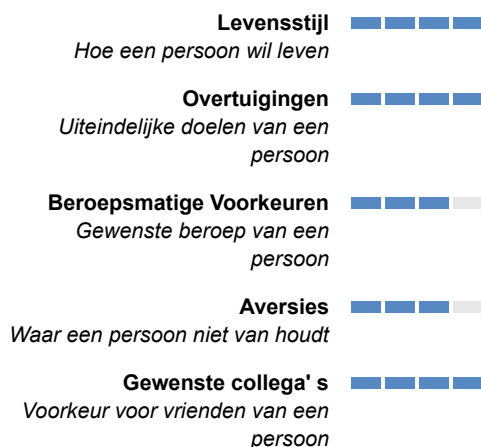 Levensstijl
Hoe een persoon wil leven
Overtuigingen
Uiteindelijke doelen van een
persoon
Beroepsmatige Voorkeuren
Gewenste beroep van een
persoon
Aversies
Waar een persoon niet van houdt
Gewenste collega' s
Voorkeur voor vrienden van een
persoon